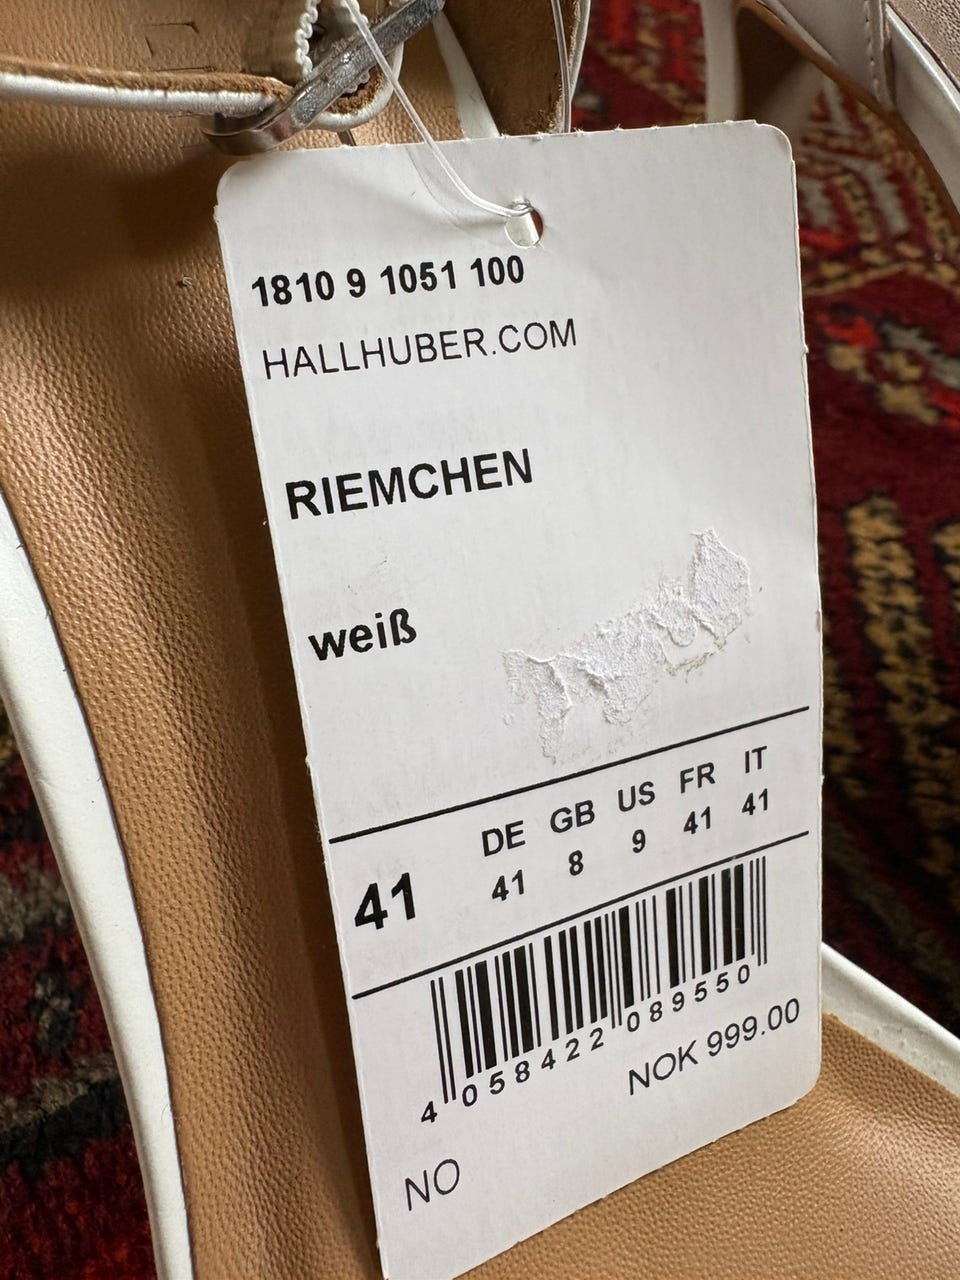 1810 9 1051 100
HALLHUBER.COM
RIEMCHEN
weiß
DE GB US FR IT
41 41 8 9 41 41
4 058422 089550
NOK 999.00
NO